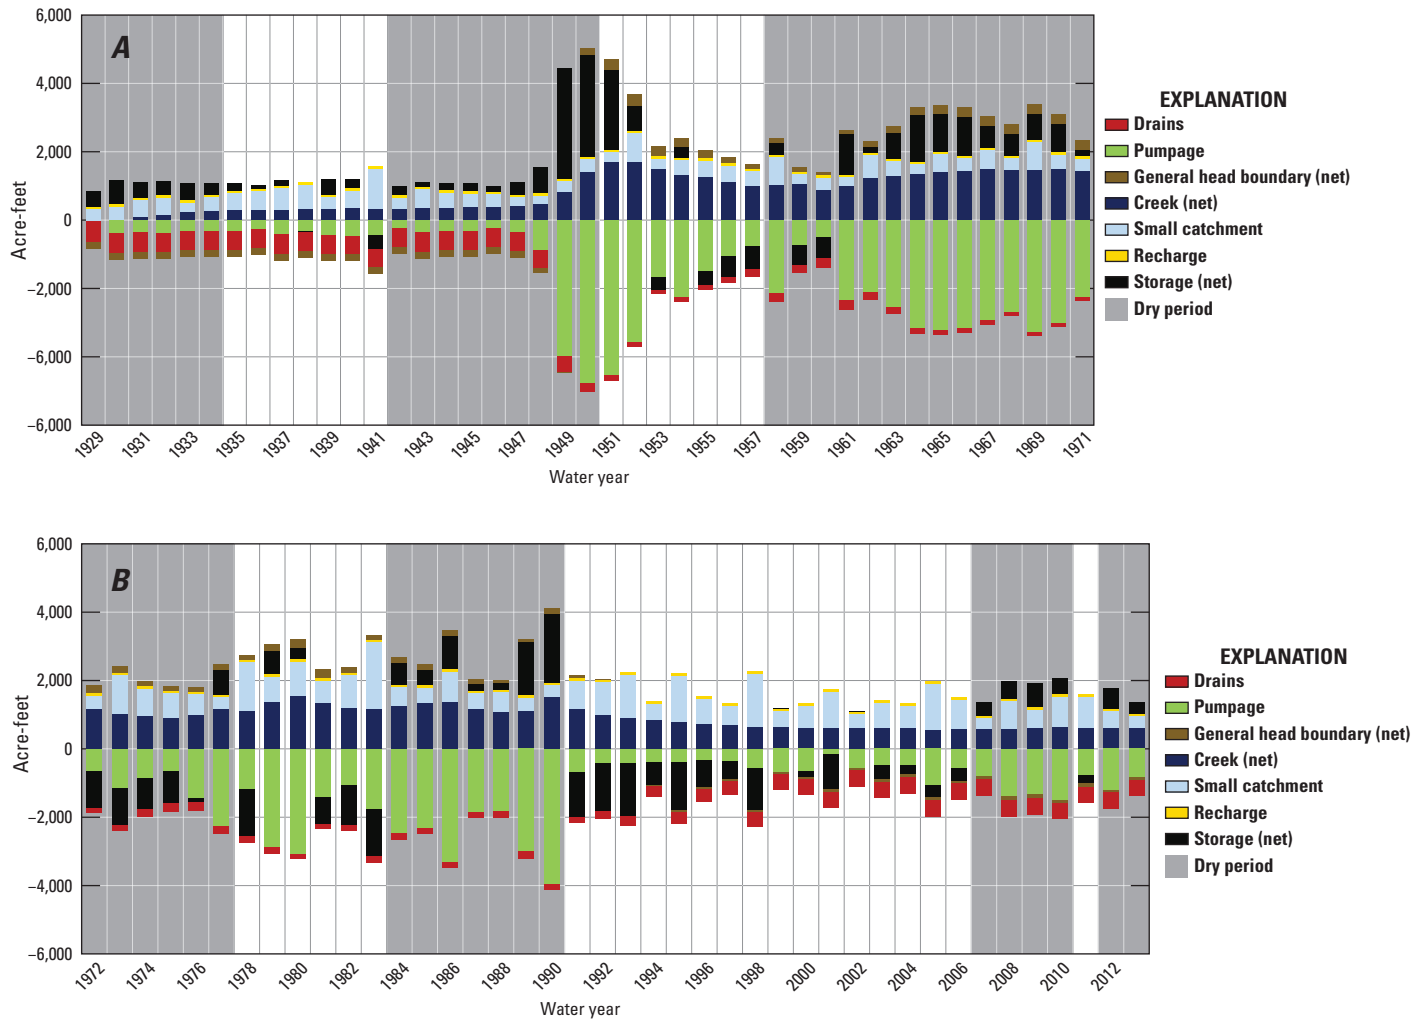 A
6,000
4,000
2,000
0
–2,000
–4,000
–6,000
Acre-feet
1929
1931
1933
1935
1937
1939
1941
1943
1945
1947
1949
1951
1953
1955
1957
1959
1961
1963
1965
1967
1969
1971
Water year
EXPLANATION
Drains
Pumpage
General head boundary (net)
Creek (net)
Small catchment
Recharge
Storage (net)
Dry period
B
6,000
4,000
2,000
0
–2,000
–4,000
–6,000
Acre-feet
1972
1974
1976
1978
1980
1982
1984
1986
1988
1990
1992
1994
1996
1998
2000
2002
2004
2006
2008
2010
2012
Water year
EXPLANATION
Drains
Pumpage
General head boundary (net)
Creek (net)
Small catchment
Recharge
Storage (net)
Dry period